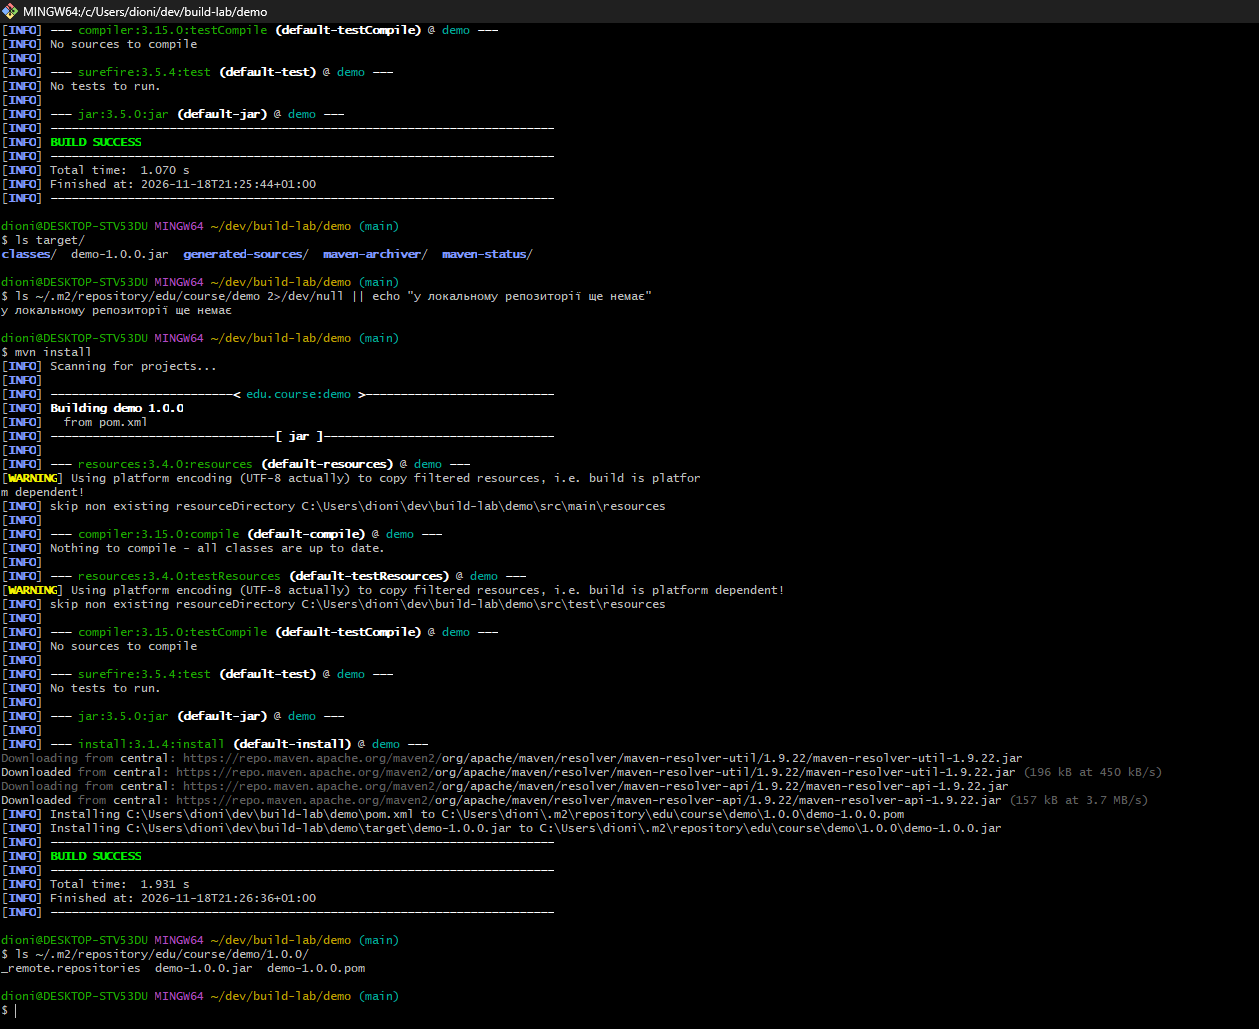 MINGW64:/c/Users/dioni/dev/build-lab/demo
[INFO] --- compiler:3.15.0:testCompile (default-testCompile) @ demo ---
[INFO] No sources to compile
[INFO]
[INFO] --- surefire:3.5.4:test (default-test) @ demo ---
[INFO] No tests to run.
[INFO]
[INFO] --- jar:3.5.0:jar (default-jar) @ demo ---
[INFO] ------------------------------------------------------------------------
[INFO] BUILD SUCCESS
[INFO] ------------------------------------------------------------------------
[INFO] Total time:  1.070 s
[INFO] Finished at: 2026-11-18T21:25:44+01:00
[INFO] ------------------------------------------------------------------------
dioni@DESKTOP-STV53DU MINGW64 ~/dev/build-lab/demo (main)
$ ls target/
classes/  demo-1.0.0.jar  generated-sources/  maven-archiver/  maven-status/
dioni@DESKTOP-STV53DU MINGW64 ~/dev/build-lab/demo (main)
$ ls ~/.m2/repository/edu/course/demo 2>/dev/null || echo "у локальному репозиторії ще немає"
у локальному репозиторії ще немає
dioni@DESKTOP-STV53DU MINGW64 ~/dev/build-lab/demo (main)
$ mvn install
[INFO] Scanning for projects...
[INFO]
[INFO] --------------------------< edu.course:demo >---------------------------
[INFO] Building demo 1.0.0
[INFO]   from pom.xml
[INFO] --------------------------------[ jar ]---------------------------------
[INFO]
[INFO] --- resources:3.4.0:resources (default-resources) @ demo ---
[WARNING] Using platform encoding (UTF-8 actually) to copy filtered resources, i.e. build is platfor
m dependent!
[INFO] skip non existing resourceDirectory C:\Users\dioni\dev\build-lab\demo\src\main\resources
[INFO]
[INFO] --- compiler:3.15.0:compile (default-compile) @ demo ---
[INFO] Nothing to compile - all classes are up to date.
[INFO]
[INFO] --- resources:3.4.0:testResources (default-testResources) @ demo ---
[WARNING] Using platform encoding (UTF-8 actually) to copy filtered resources, i.e. build is platform dependent!
[INFO] skip non existing resourceDirectory C:\Users\dioni\dev\build-lab\demo\src\test\resources
[INFO]
[INFO] --- compiler:3.15.0:testCompile (default-testCompile) @ demo ---
[INFO] No sources to compile
[INFO]
[INFO] --- surefire:3.5.4:test (default-test) @ demo ---
[INFO] No tests to run.
[INFO]
[INFO] --- jar:3.5.0:jar (default-jar) @ demo ---
[INFO]
[INFO] --- install:3.1.4:install (default-install) @ demo ---
Downloading from central: https://repo.maven.apache.org/maven2/org/apache/maven/resolver/maven-resolver-util/1.9.22/maven-resolver-util-1.9.22.jar
Downloaded from central: https://repo.maven.apache.org/maven2/org/apache/maven/resolver/maven-resolver-util/1.9.22/maven-resolver-util-1.9.22.jar (196 kB at 450 kB/s)
Downloading from central: https://repo.maven.apache.org/maven2/org/apache/maven/resolver/maven-resolver-api/1.9.22/maven-resolver-api-1.9.22.jar
Downloaded from central: https://repo.maven.apache.org/maven2/org/apache/maven/resolver/maven-resolver-api/1.9.22/maven-resolver-api-1.9.22.jar (157 kB at 3.7 MB/s)
[INFO] Installing C:\Users\dioni\dev\build-lab\demo\pom.xml to C:\Users\dioni\.m2\repository\edu\course\demo\1.0.0\demo-1.0.0.pom
[INFO] Installing C:\Users\dioni\dev\build-lab\demo\target\demo-1.0.0.jar to C:\Users\dioni\.m2\repository\edu\course\demo\1.0.0\demo-1.0.0.jar
[INFO] ------------------------------------------------------------------------
[INFO] BUILD SUCCESS
[INFO] ------------------------------------------------------------------------
[INFO] Total time:  1.931 s
[INFO] Finished at: 2026-11-18T21:26:36+01:00
[INFO] ------------------------------------------------------------------------
dioni@DESKTOP-STV53DU MINGW64 ~/dev/build-lab/demo (main)
$ ls ~/.m2/repository/edu/course/demo/1.0.0/
_remote.repositories  demo-1.0.0.jar  demo-1.0.0.pom
dioni@DESKTOP-STV53DU MINGW64 ~/dev/build-lab/demo (main)
$